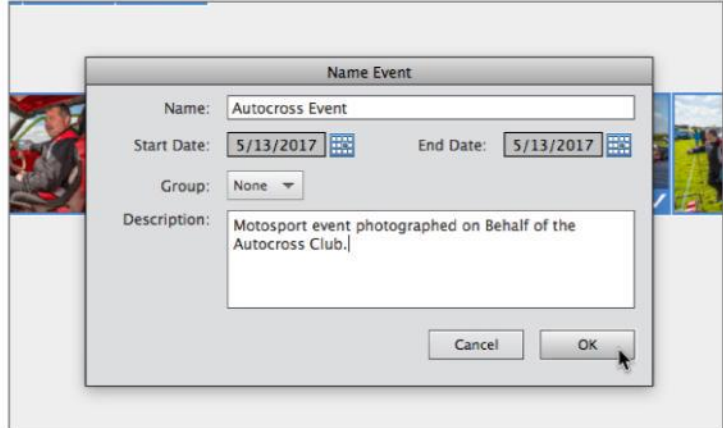 Name Event
Name: Autocross Event
Start Date: 5/13/2017 End Date: 5/13/2017
Group: None
Description: Motosport event photographed on Behalf of the
Autocross Club.
Cancel OK